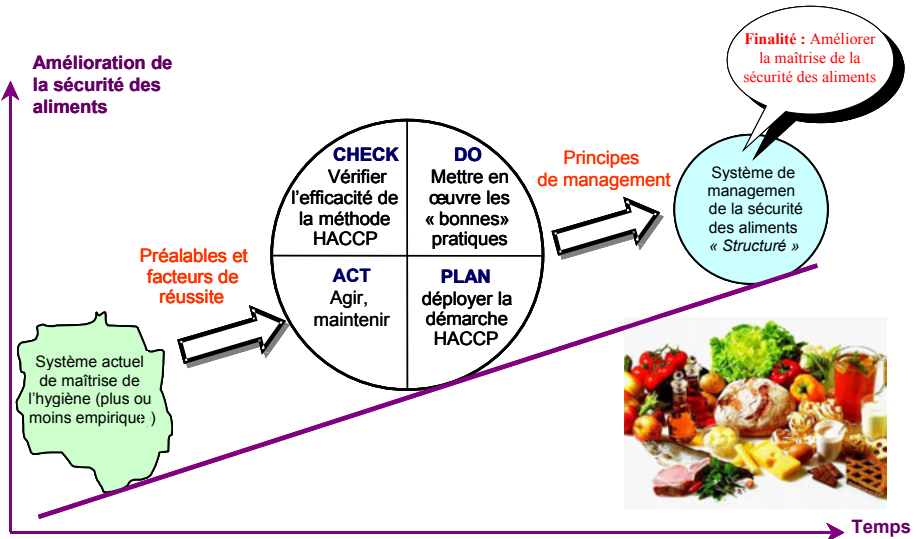 Amélioration de
la sécurité des
aliments
Finalité : Améliorer
la maîtrise de la
sécurité des aliments
CHECK
Vérifier
l'efficacité de
la méthode
HACCP
DO
Mettre en
œuvre les
« bonnes»
pratiques
ACT
Agir,
maintenir
PLAN
déployer la
démarche
HACCP
Principes
de management
Système de
managemen
de la sécurité
des aliments
« Structuré »
Préalables et
facteurs de
réussite
Système actuel
de maîtrise de
l'hygiène (plus ou
moins empirique )
Temps